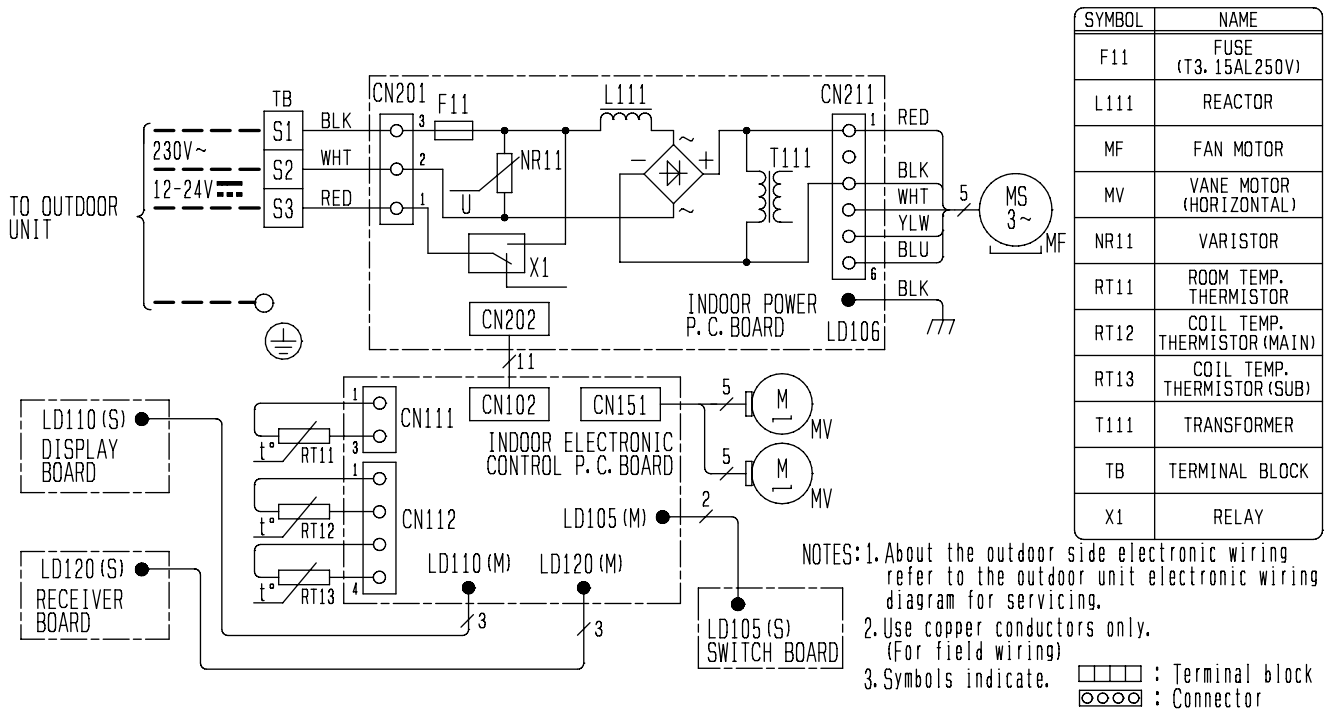 SYMBOL NAME
F11 FUSE
(T3.15AL250V)
L111 REACTOR
MF FAN MOTOR
MV VANE MOTOR
(HORIZONTAL)
NR11 VARISTOR
RT11 ROOM TEMP.
THERMISTOR
RT12 COIL TEMP.
THERMISTOR(MAIN)
RT13 COIL TEMP.
THERMISTOR(SUB)
T111 TRANSFORMER
TB TERMINAL BLOCK
X1 RELAY
TO OUTDOOR
UNIT
230V~
12-24V
TB
S1
S2
S3
BLK
WHT
RED
CN201
3
2
1
F11
NR11
U
X1
L111
~
~
-
+
T111
CN211
1
6
RED
BLK
WHT
YLW
BLU
BLK
5
MS
3~
MF
INDOOR POWER
P.C.BOARD
LD106
CN202
11
CN102
CN151
INDOOR ELECTRONIC
CONTROL P.C.BOARD
5
M
MV
5
M
MV
LD110(S)
DISPLAY
BOARD
LD120(S)
RECEIVER
BOARD
1
3
CN111
t°
RT11
1
4
CN112
t°
RT12
t°
RT13
LD110(M)
3
LD120(M)
3
LD105(M)
2
LD105(S)
SWITCH BOARD
NOTES:1.About the outdoor side electronic wiring
refer to the outdoor unit electronic wiring
diagram for servicing.
2.Use copper conductors only.
(For field wiring)
3.Symbols indicate.
: Terminal block
: Connector